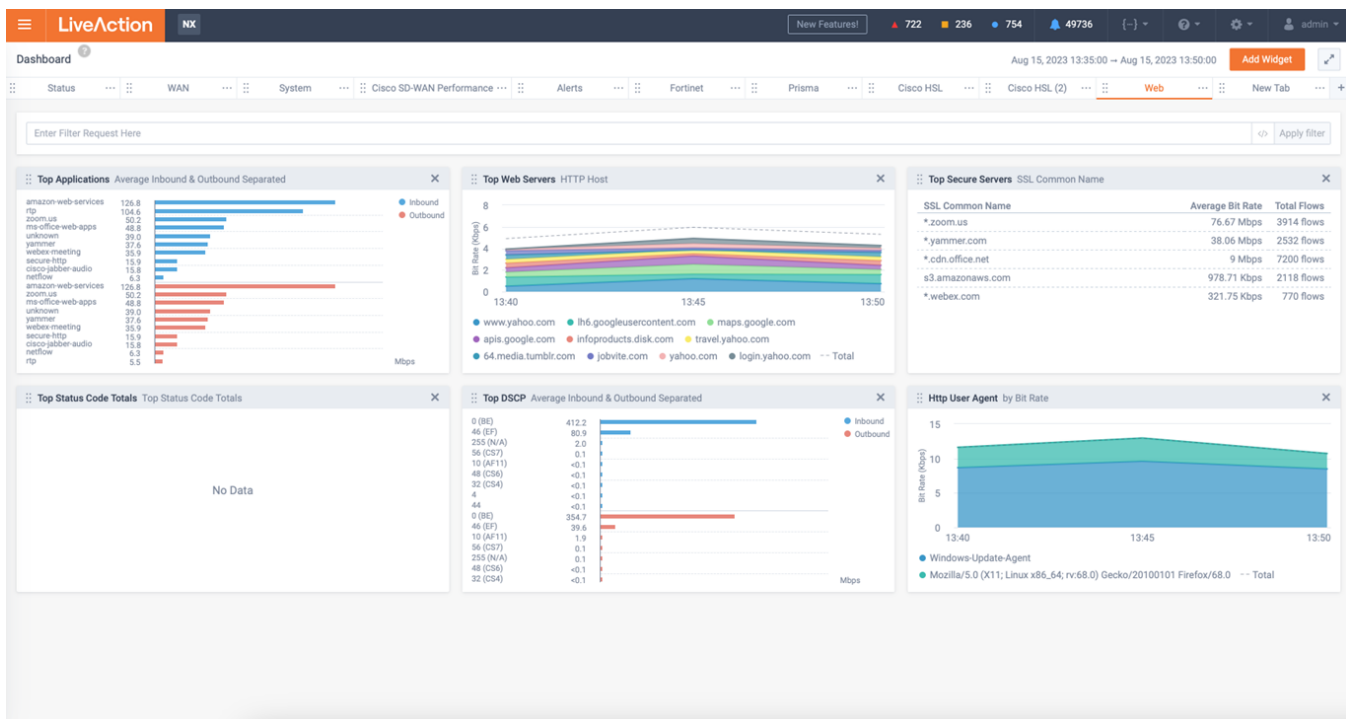 LiveAction NX New Features! 722 236 754 49736 {--} admin
Dashboard ? Aug 15, 2023 13:35:00 → Aug 15, 2023 13:50:00 Add Widget
Status ··· WAN ··· System ··· Cisco SD-WAN Performance ··· Alerts ··· Fortinet ··· Prisma ··· Cisco HSL ··· Cisco HSL (2) ··· Web ··· New Tab ··· +
Enter Filter Request Here </> Apply filter
Top Applications Average Inbound & Outbound Separated
amazon-web-services 126.8
rtp 104.6
zoom.us 50.2
ms-office-web-apps 48.8
unknown 39.0
yammer 37.6
webex-meeting 35.9
secure-http 15.9
cisco-jabber-audio 15.8
netflow 6.3
amazon-web-services 126.8
zoom.us 50.2
ms-office-web-apps 48.8
unknown 39.0
yammer 37.6
webex-meeting 35.9
secure-http 15.9
cisco-jabber-audio 15.8
netflow 6.3
rtp 5.5
Inbound
Outbound
Mbps
Top Web Servers HTTP Host
Bit Rate (Kbps)
8
6
4
2
0
13:40 13:45 13:50
www.yahoo.com lh6.googleusercontent.com maps.google.com
apis.google.com infoproducts.disk.com travel.yahoo.com
64.media.tumblr.com jobvite.com yahoo.com login.yahoo.com -- Total
Top Secure Servers SSL Common Name
SSL Common Name Average Bit Rate Total Flows
*.zoom.us 76.67 Mbps 3914 flows
*.yammer.com 38.06 Mbps 2532 flows
*.cdn.office.net 9 Mbps 7200 flows
s3.amazonaws.com 978.71 Kbps 2118 flows
*.webex.com 321.75 Kbps 770 flows
Top Status Code Totals Top Status Code Totals
No Data
Top DSCP Average Inbound & Outbound Separated
0 (BE) 412.2
46 (EF) 80.9
255 (N/A) 2.0
56 (CS7) 0.1
10 (AF11) <0.1
48 (CS6) <0.1
32 (CS4) <0.1
4 <0.1
44 <0.1
0 (BE) 354.7
46 (EF) 39.6
10 (AF11) 1.9
56 (CS7) 0.1
255 (N/A) 0.1
48 (CS6) <0.1
32 (CS4) <0.1
Inbound
Outbound
Mbps
Http User Agent by Bit Rate
Bit Rate (Kbps)
15
10
5
0
13:40 13:45 13:50
Windows-Update-Agent
Mozilla/5.0 (X11; Linux x86_64; rv:68.0) Gecko/20100101 Firefox/68.0 -- Total